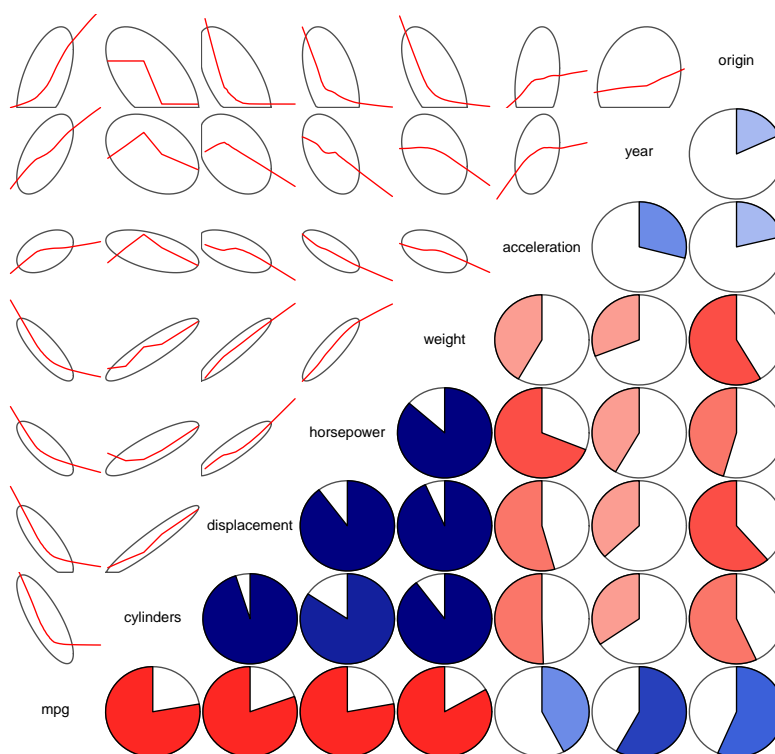 origin
year
acceleration
weight
horsepower
displacement
cylinders
mpg